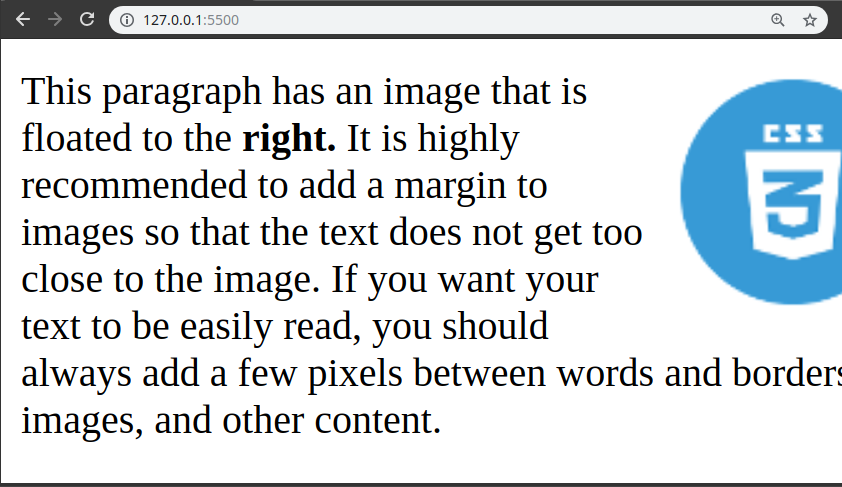 127.0.0.1:5500
This paragraph has an image that is
floated to the right. It is highly
recommended to add a margin to
images so that the text does not get too
close to the image. If you want your
text to be easily read, you should
always add a few pixels between words and borders
images, and other content.
CSS
3